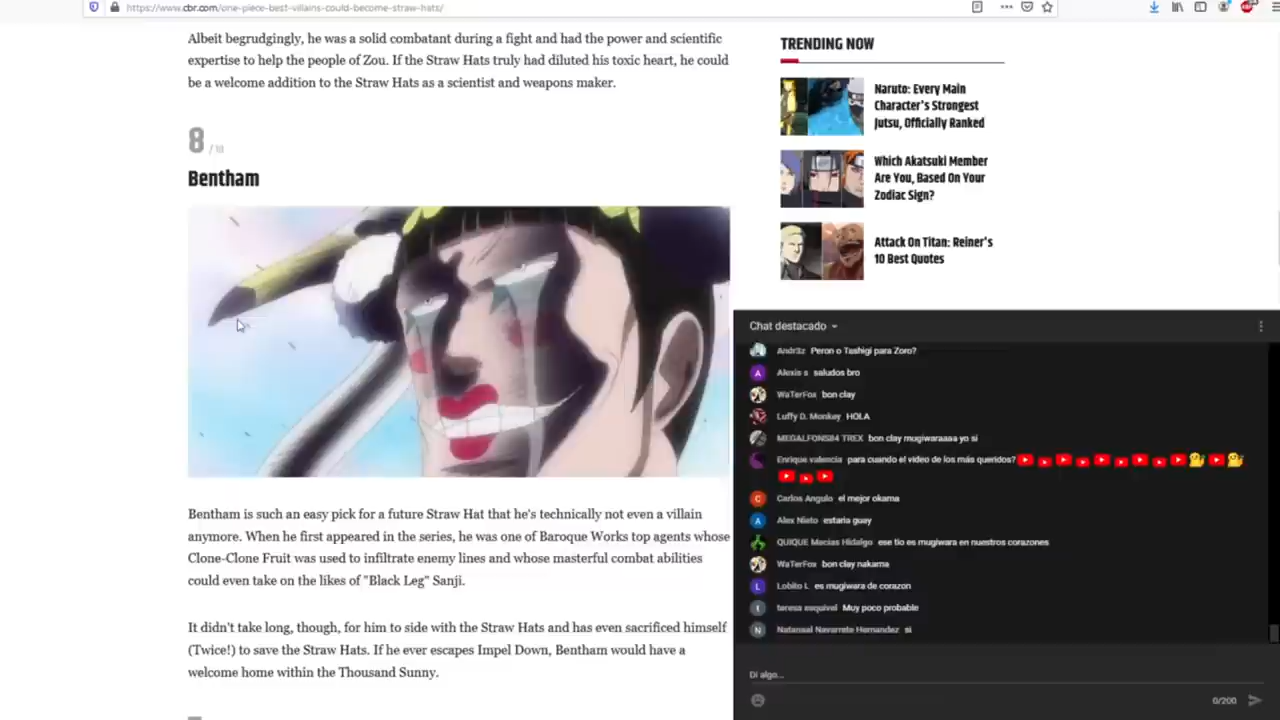 https://www.cbr.com/one-piece-best-villains-could-become-straw-hats/
Albeit begrudgingly, he was a solid combatant during a fight and had the power and scientific
expertise to help the people of Zou. If the Straw Hats truly had diluted his toxic heart, he could
be a welcome addition to the Straw Hats as a scientist and weapons maker.
8 / 10
Bentham
Bentham is such an easy pick for a future Straw Hat that he's technically not even a villain
anymore. When he first appeared in the series, he was one of Baroque Works top agents whose
Clone-Clone Fruit was used to infiltrate enemy lines and whose masterful combat abilities
could even take on the likes of "Black Leg" Sanji.
It didn't take long, though, for him to side with the Straw Hats and has even sacrificed himself
(Twice!) to save the Straw Hats. If he ever escapes Impel Down, Bentham would have a
welcome home within the Thousand Sunny.
TRENDING NOW
Naruto: Every Main
Character's Strongest
Jutsu, Officially Ranked
Which Akatsuki Member
Are You, Based On Your
Zodiac Sign?
Attack On Titan: Reiner's
10 Best Quotes
Chat destacado
Andr3z Peron o Tashigi para Zoro?
A Alexis s saludos bro
WaTerFox bon clay
Luffy D. Monkey HOLA
MEGALFONS84 TREX bon clay mugiwaraaaa yo si
Enrique valencia para cuando el video de los más queridos?
C Carlos Angulo el mejor okama
A Alex Nieto estaria guay
QUIQUE Macias Hidalgo ese tio es mugiwara en nuestros corazones
WaTerFox bon clay nakama
L Lobito L es mugiwara de corazon
t teresa esquivel Muy poco probable
N Natanael Navarrete Hernandez si
Di algo...
0/200